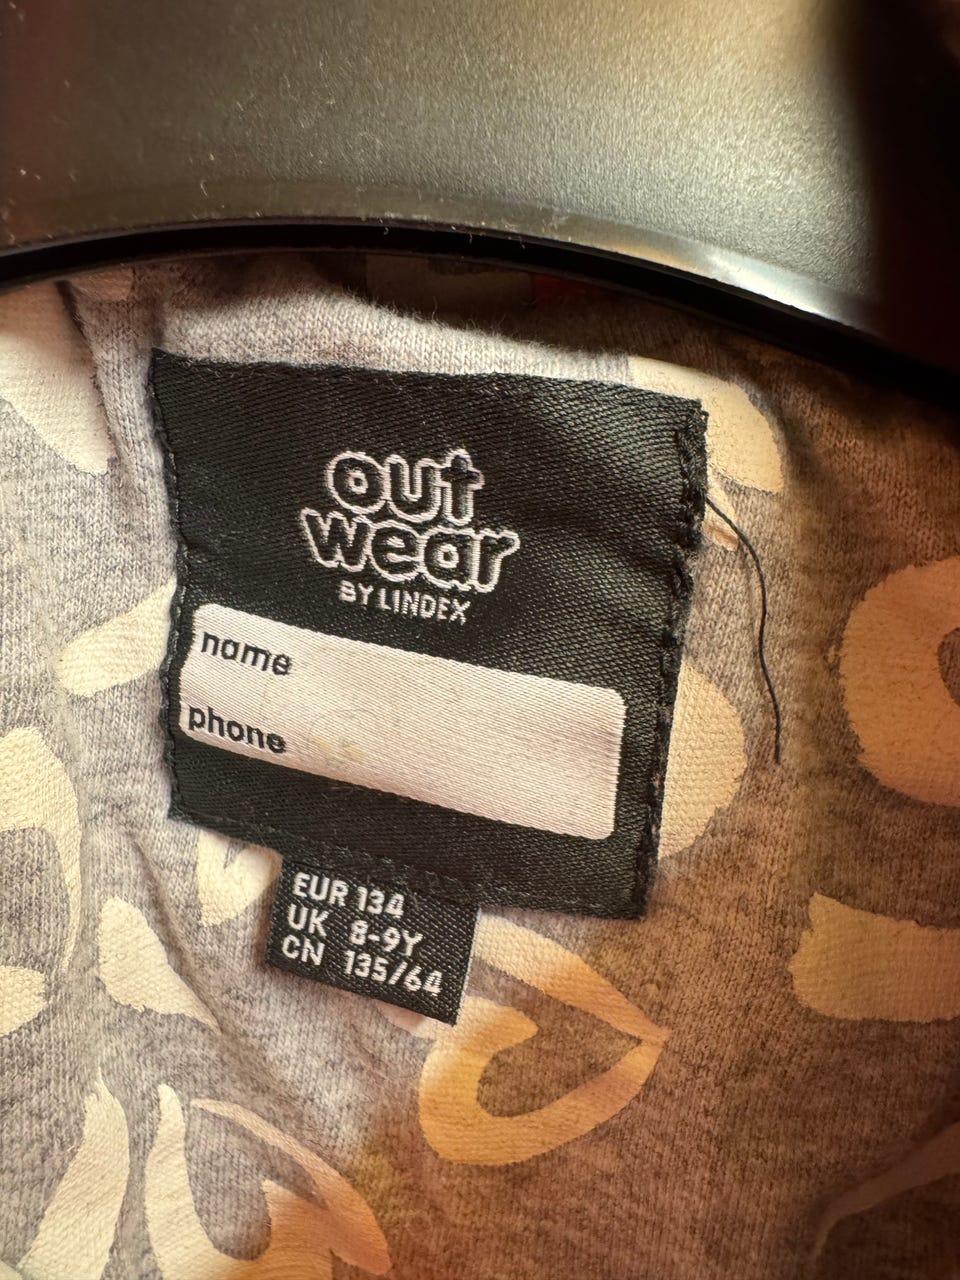 out
wear
BY LINDEX
name
phone
EUR 134
UK 8-9Y
CN 135/64